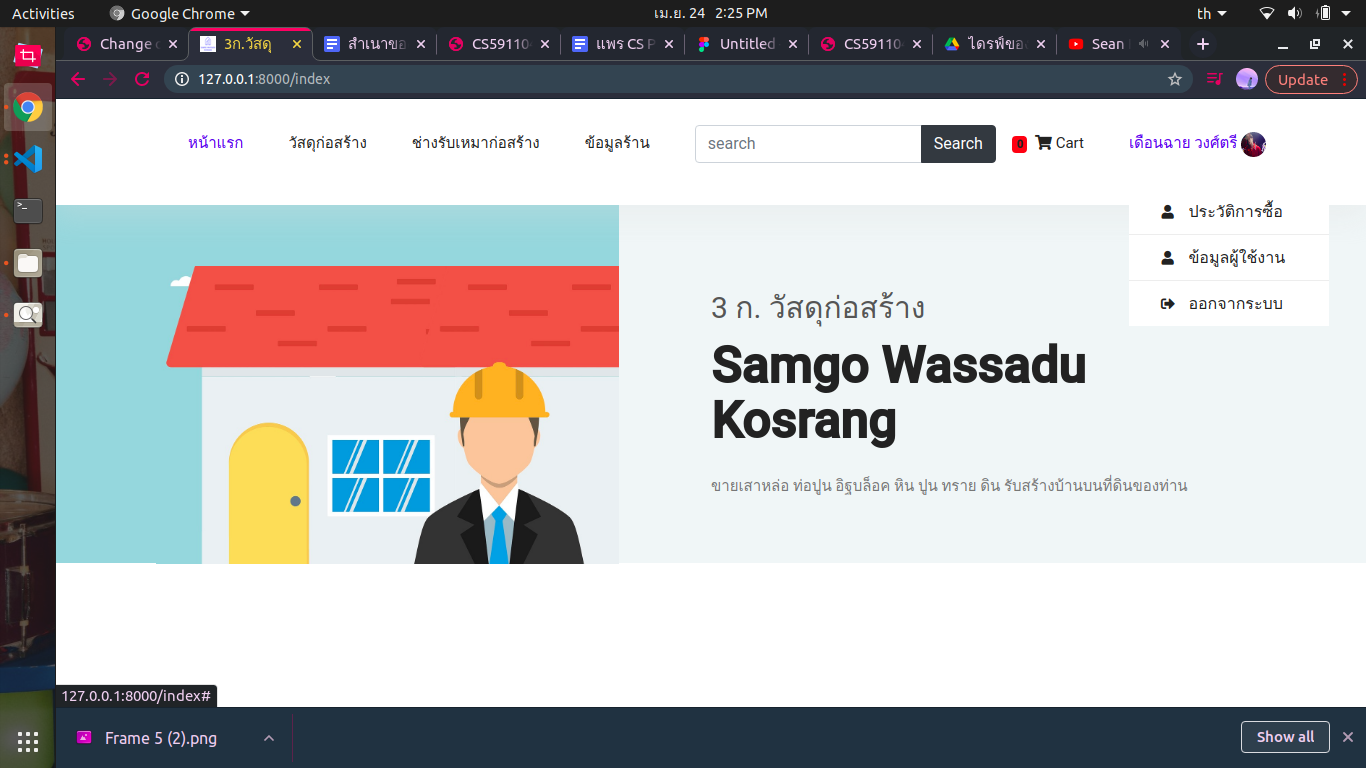 Activities Google Chrome เม.ย. 24 2:25 PM th
Change 3ก.วัสดุ สำเนาขอ CS59110- แพร CS P Untitled CS59110- ไดรฟ์ของ Sean
127.0.0.1:8000/index Update
หน้าแรก วัสดุก่อสร้าง ช่างรับเหมาก่อสร้าง ข้อมูลร้าน search Search 0 Cart เดือนฉาย วงศ์ตรี
ประวัติการซื้อ
ข้อมูลผู้ใช้งาน
ออกจากระบบ
3 ก. วัสดุก่อสร้าง
Samgo Wassadu
Kosrang
ขายเสาหล่อ ท่อปูน อิฐบล็อค หิน ปูน ทราย ดิน รับสร้างบ้านบนที่ดินของท่าน
127.0.0.1:8000/index#
Frame 5 (2).png Show all